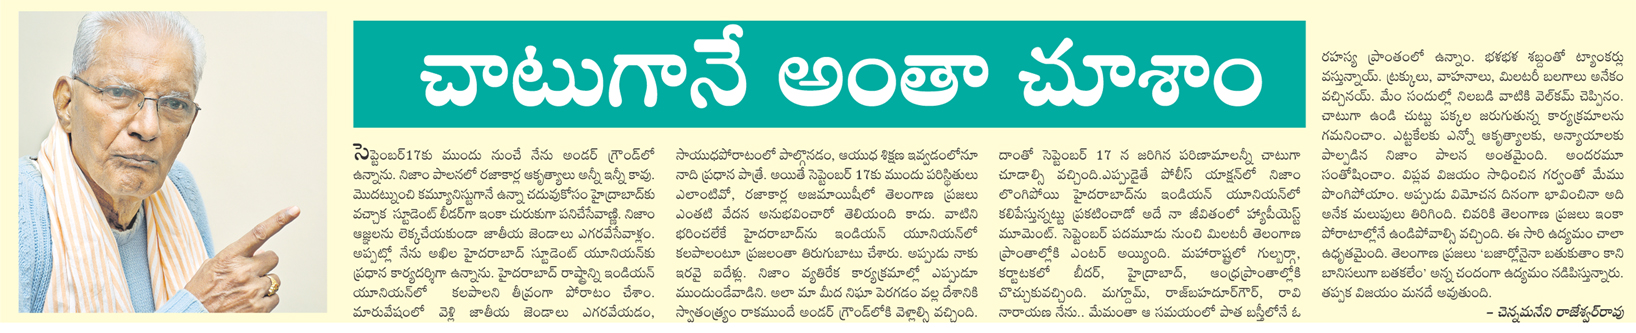 చాటుగానే అంతా చూశాం
సెప్టెంబర్17కు ముందు నుంచే నేను అండర్ గ్రౌండ్‌లో
ఉన్నాను. నిజాం పాలనలో రజాకార్ల ఆకృత్యాలు అన్నీ ఇన్నీ కావు.
మొదట్నుంచి కమ్యూనిస్టుగానే ఉన్నా చదువుకోసం హైద్రాబాద్‌కు
వచ్చాక స్టూడెంట్ లీడర్‌గా ఇంకా చురుకుగా పనిచేసేవాణ్ణి. నిజాం
ఆజ్ఞలను లెక్కచేయకుండా జాతీయ జెండాలు ఎగరవేసేవాళ్లం.
అప్పట్లో నేను అఖిల హైదరాబాద్ స్టూడెంట్ యూనియన్‌కు
ప్రధాన కార్యదర్శిగా ఉన్నాను. హైదరాబాద్ రాష్ట్రాన్ని ఇండియన్
యూనియన్‌లో కలపాలని తీవ్రంగా పోరాటం చేశాం.
మారువేషంలో వెళ్లి జాతీయ జెండాలు ఎగరవేయడం,
సాయుధపోరాటంలో పాల్గొనడం, ఆయుధ శిక్షణ ఇవ్వడంలోనూ
నాది ప్రధాన పాత్రే. అయితే సెప్టెంబర్ 17కు ముందు పరిస్థితులు
ఎలాంటివో, రజాకార్ల అజమాయిషీలో తెలంగాణ ప్రజలు
ఎంతటి వేదన అనుభవించారో తెలియంది కాదు. వాటిని
భరించలేకే హైదరాబాద్‌ను ఇండియన్ యూనియన్‌లో
కలపాలంటూ ప్రజలంతా తిరుగుబాటు చేశారు. అప్పుడు నాకు
ఇరవై ఐదేళ్లు. నిజాం వ్యతిరేక కార్యక్రమాల్లో ఎప్పుడూ
ముందుండేవాడిని. అలా మా మీద నిఘా పెరగడం వల్ల దేశానికి
స్వాతంత్ర్యం రాకముందే అండర్ గ్రౌండ్‌లోకి వెళ్లాల్సి వచ్చింది.
దాంతో సెప్టెంబర్ 17 న జరిగిన పరిణామాలన్నీ చాటుగా
చూడాల్సి వచ్చింది.ఎప్పుడైతే పోలీస్ యాక్షన్‌లో నిజాం
లొంగిపోయి హైదరాబాద్‌ను ఇండియన్ యూనియన్‌లో
కలిపేస్తున్నట్టు ప్రకటించాడో అదే నా జీవితంలో హ్యాపీయెస్ట్
మూమెంట్. సెప్టెంబర్ పదమూడు నుంచి మిలటరీ తెలంగాణ
ప్రాంతాల్లోకి ఎంటర్ అయ్యింది. మహారాష్ట్రలో గుల్బర్గా,
కర్ణాటకలో బీదర్, హైద్రాబాద్, ఆంధ్రప్రాంతాల్లోకి
చొచ్చుకువచ్చింది. మగ్దూమ్, రాజ్‌బహదూర్‌గౌర్, రావి
నారాయణ నేను.. మేమంతా ఆ సమయంలో పాత బస్తీలోనే ఓ
రహస్య ప్రాంతంలో ఉన్నాం. భళభళ శబ్దంతో ట్యాంకర్లు
వస్తున్నాయ్. ట్రక్కులు, వాహనాలు, మిలటరీ బలగాలు అనేకం
వచ్చినయ్. మేం సందుల్లో నిలబడి వాటికి వెల్‌కమ్ చెప్పినం.
చాటుగా ఉండి చుట్టు పక్కల జరుగుతున్న కార్యక్రమాలను
గమనించాం. ఎట్టకేలకు ఎన్నో ఆకృత్యాలకు, అన్యాయాలకు
పాల్పడిన నిజాం పాలన అంతమైంది. అందరమూ
సంతోషించాం. విప్లవ విజయం సాధించిన గర్వంతో మేము
పొంగిపోయాం. అప్పుడు విమోచన దినంగా భావించినా అది
అనేక మలుపులు తిరిగింది. చివరికి తెలంగాణ ప్రజలు ఇంకా
పోరాటాల్లోనే ఉండిపోవాల్సి వచ్చింది. ఈ సారి ఉద్యమం చాలా
ఉధృతమైంది. తెలంగాణ ప్రజలు 'బజార్లోనైనా బతుకుతాం కాని
బానిసలుగా బతకలేం' అన్న చందంగా ఉద్యమం నడిపిస్తున్నారు.
తప్పక విజయం మనదే అవుతుంది.
– చెన్నమనేని రాజేశ్వర్‌రావు